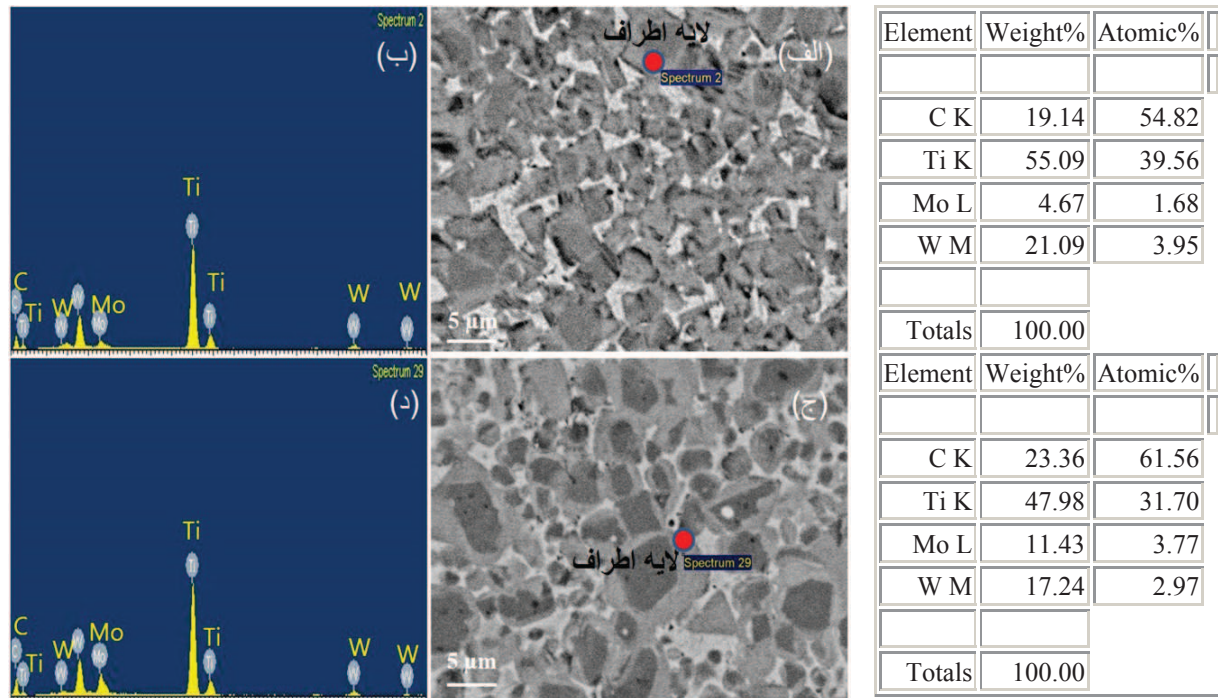 Spectrum 2
(ب)
Ti
C
Ti
W
Mo
Ti
W
W
لایه اطراف
(الف)
Spectrum 2
5 µm
Spectrum 29
(د)
Ti
C
Ti
W
Mo
Ti
W
W
(ج)
لایه اطراف
Spectrum 29
5 µm
Element Weight% Atomic%
C K 19.14 54.82
Ti K 55.09 39.56
Mo L 4.67 1.68
W M 21.09 3.95
Totals 100.00
Element Weight% Atomic%
C K 23.36 61.56
Ti K 47.98 31.70
Mo L 11.43 3.77
W M 17.24 2.97
Totals 100.00